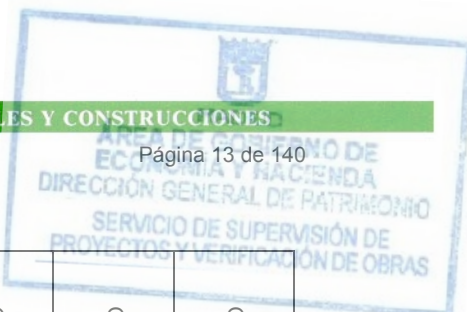 LES Y CONSTRUCCIONES
ÁREA DE GOBIERNO DE
Página 13 de 140
ECONOMÍA Y HACIENDA
DIRECCIÓN GENERAL DE PATRIMONIO
SERVICIO DE SUPERVISIÓN DE
PROYECTOS Y VERIFICACIÓN DE OBRAS